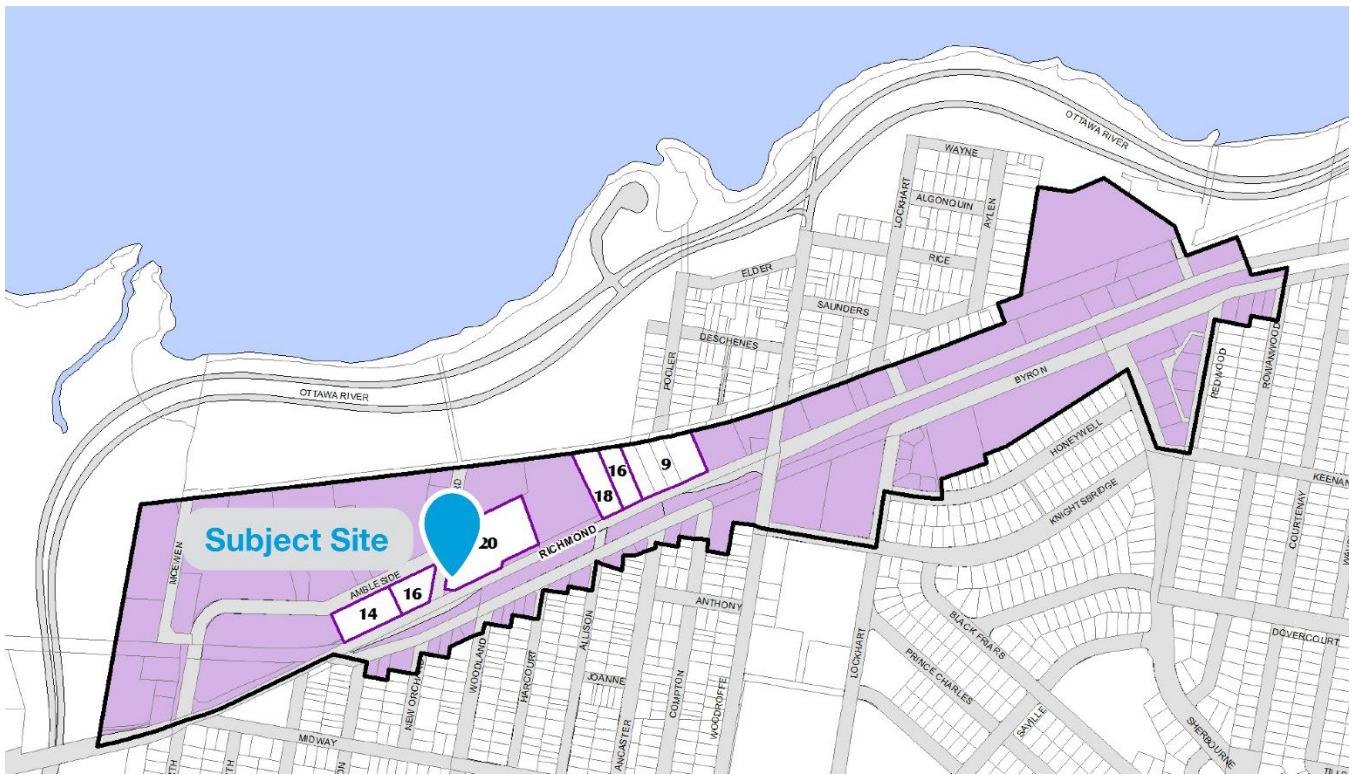 WAYNE
OTTAWA RIVER
LOCKHART
ALGONQUIN
AYLEN
RICE
ELDER
SAUNDERS
DESCHENES
POOLER
OTTAWA RIVER
BYRON
REDWOOD
ROWANWOOD
HONEYWELL
KEENAN
KNIGHTSBRIDGE
COURTENAY
16
9
18
RICHMOND
20
Subject Site
MCEWEN
AMBLESIDE
16
14
ANTHONY
ALLISON
WOODLAND
HARCOURT
NEW ORCHARD
JOANNE
COMPTON
WOODROFFE
ANCASTER
MIDWAY
LOCKHART
BLACK FRIARS
PRINCE CHARLES
SAVILLE
DOVERCOURT
SHERBOURNE